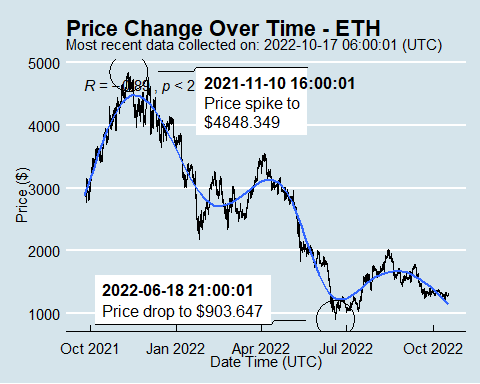 Price Change Over Time - ETH
Most recent data collected on: 2022-10-17 06:00:01 (UTC)
5000
4000
3000
2000
1000
Price ($)
R = , p < 2
2021-11-10 16:00:01
Price spike to
$4848.349
2022-06-18 21:00:01
Price drop to $903.647
Oct 2021
Jan 2022
Apr 2022
Jul 2022
Oct 2022
Date Time (UTC)